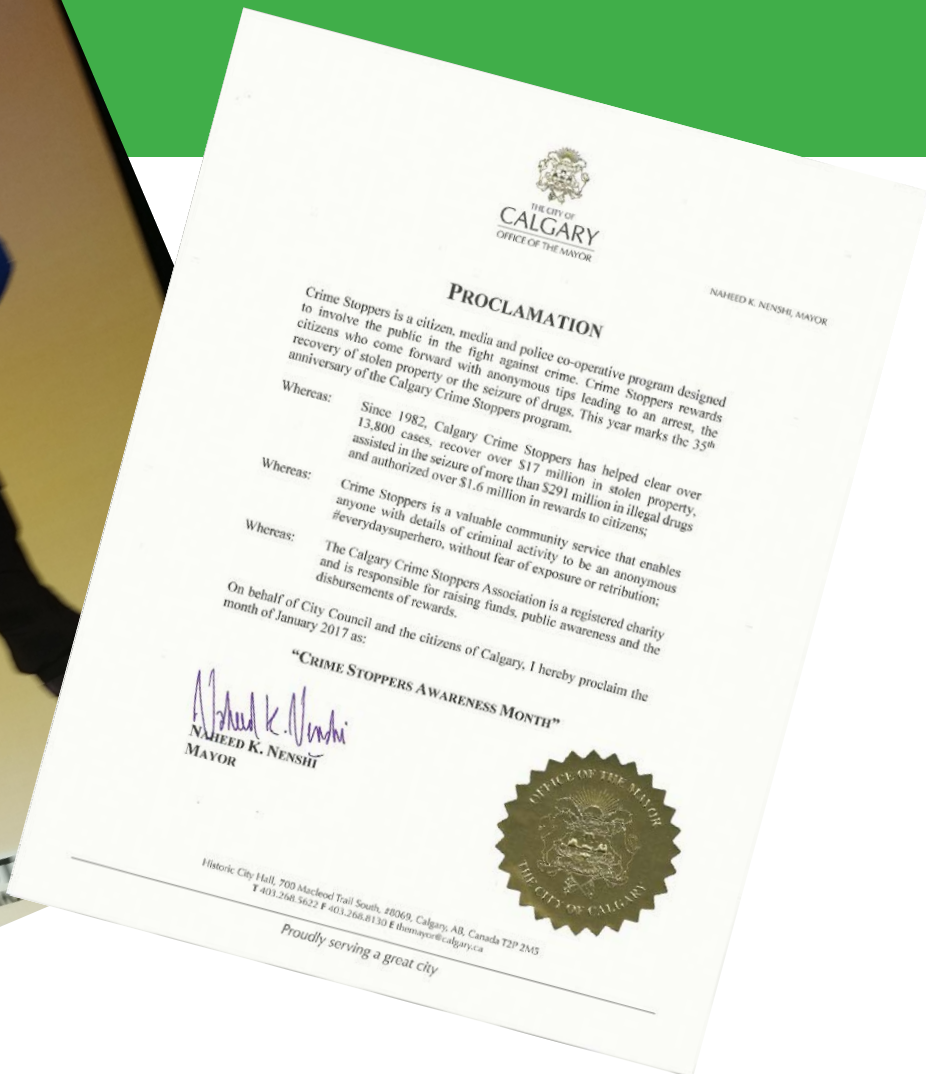 THE CITY OF
CALGARY
OFFICE OF THE MAYOR
NAHEED K. NENSHI, MAYOR
PROCLAMATION
Crime Stoppers is a citizen, media and police co-operative program designed
to involve the public in the fight against crime. Crime Stoppers rewards
citizens who come forward with anonymous tips leading to an arrest, the
recovery of stolen property or the seizure of drugs. This year marks the 35th
anniversary of the Calgary Crime Stoppers program.
Whereas:
Since 1982, Calgary Crime Stoppers has helped clear over
13,800 cases, recover over $17 million in stolen property,
assisted in the seizure of more than $291 million in illegal drugs
and authorized over $1.6 million in rewards to citizens;
Whereas:
Crime Stoppers is a valuable community service that enables
anyone with details of criminal activity to be an anonymous
#everydaysuperhero, without fear of exposure or retribution;
Whereas:
The Calgary Crime Stoppers Association is a registered charity
and is responsible for raising funds, public awareness and the
disbursements of rewards.
On behalf of City Council and the citizens of Calgary, I hereby proclaim the
month of January 2017 as:
"CRIME STOPPERS AWARENESS MONTH"
Naheed K. Nenshi
NAHEED K. NENSHI
MAYOR
OFFICE OF THE MAYOR
THE CITY OF CALGARY
Historic City Hall, 700 Macleod Trail South, #8069, Calgary, AB, Canada T2P 2M5
T 403.268.5622 F 403.268.8130 E themayor@calgary.ca
Proudly serving a great city